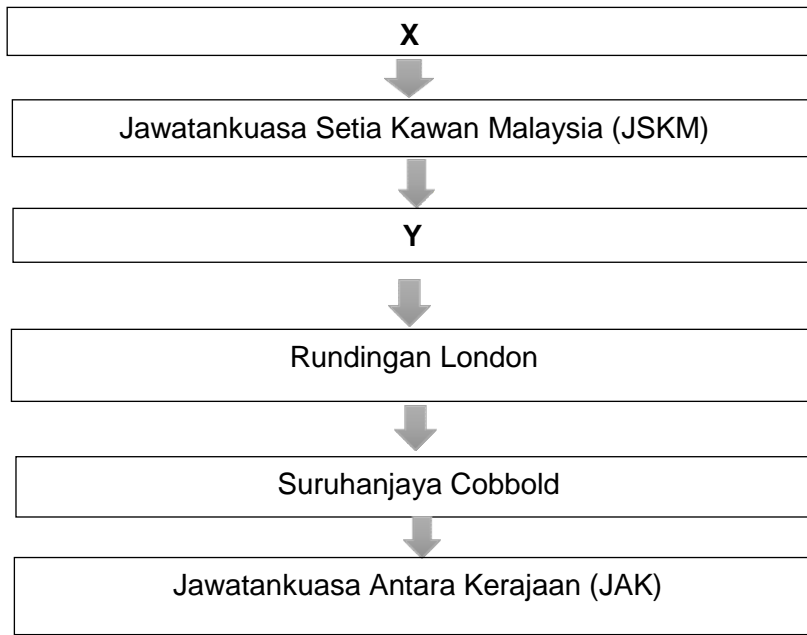 X
Jawatankuasa Setia Kawan Malaysia (JSKM)
Y
Rundingan London
Suruhanjaya Cobbold
Jawatankuasa Antara Kerajaan (JAK)